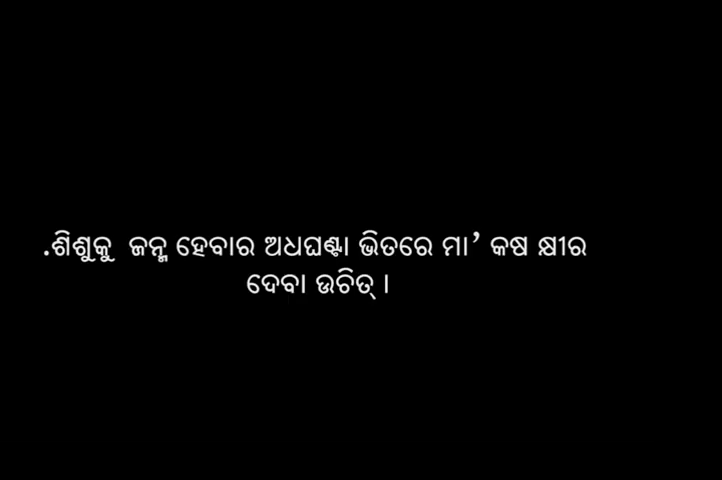 .ଶିଶୁକୁ ଜନ୍ମ ହେବାର ଅଧଘଣ୍ଟା ଭିତରେ ମା’ କଷ କ୍ଷୀର
ଦେବା ଉଚିତ୍ ।